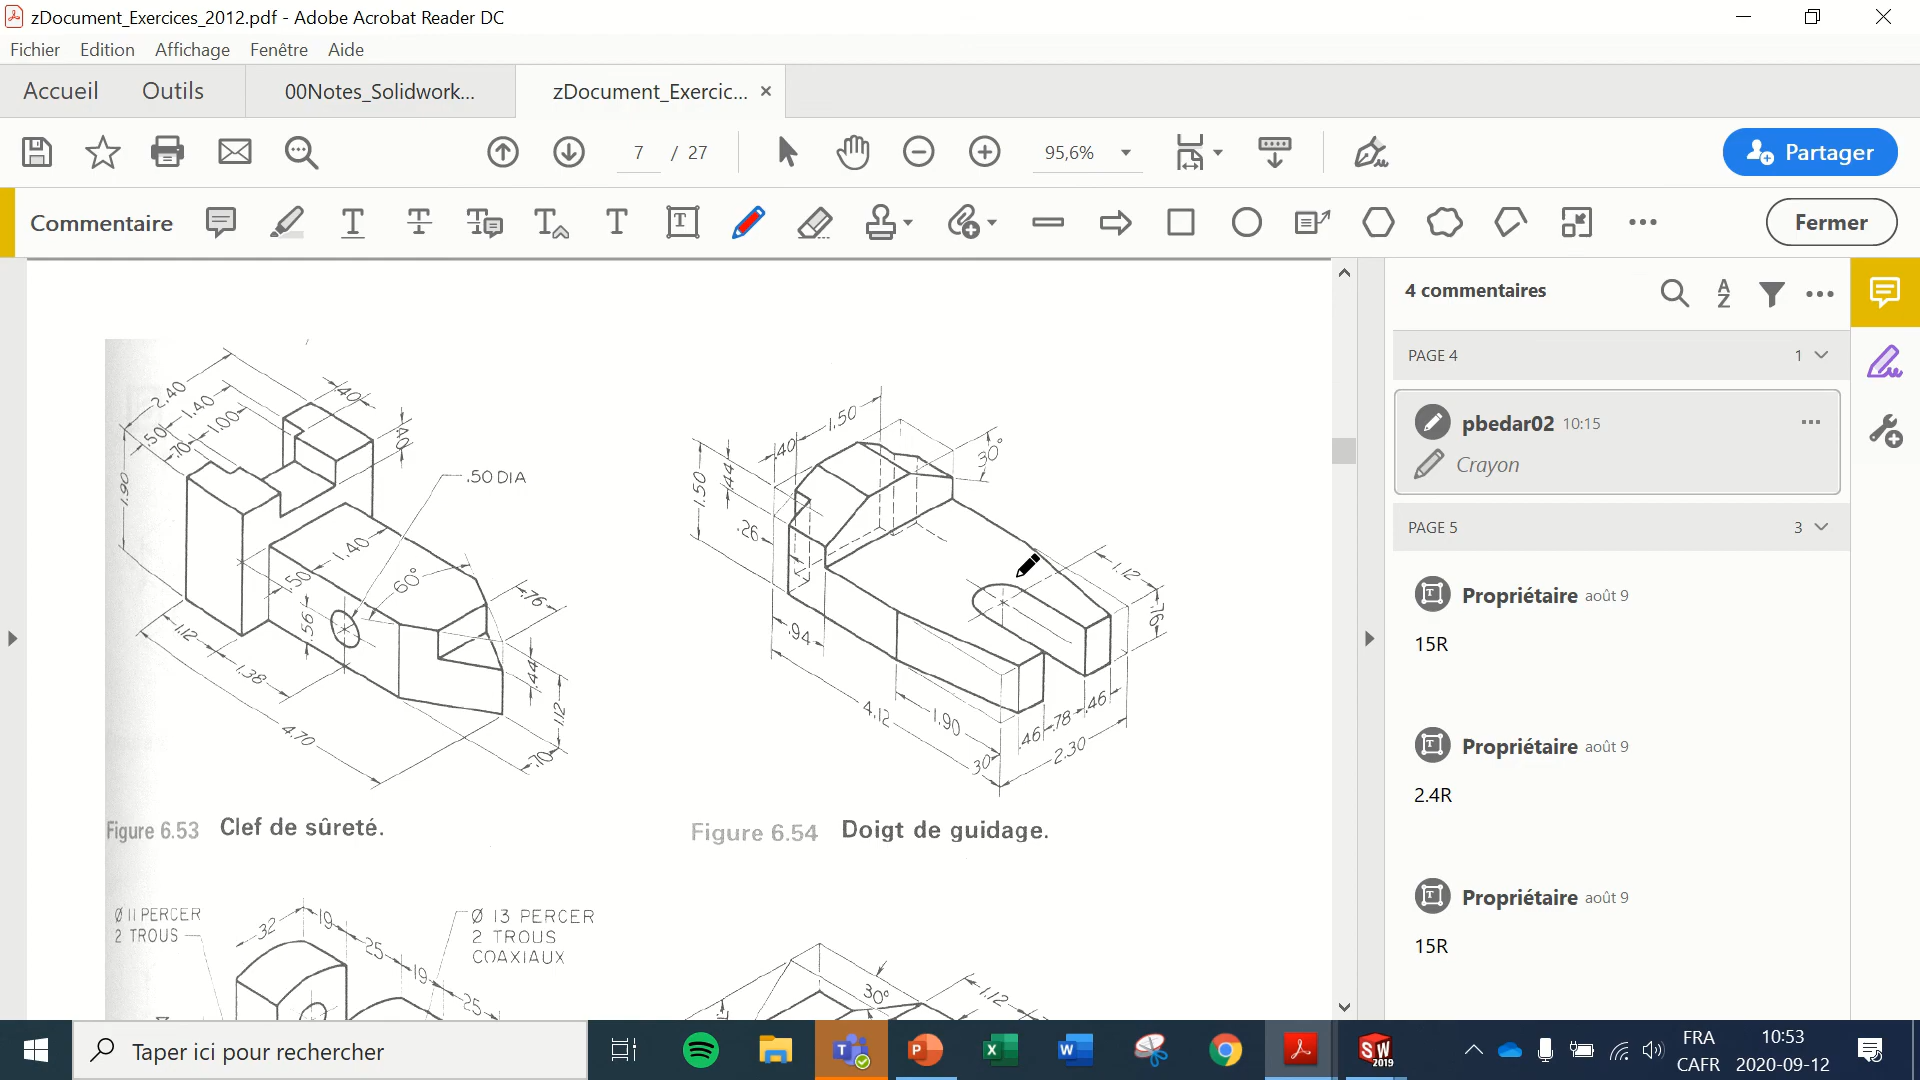 zDocument_Exercices_2012.pdf - Adobe Acrobat Reader DC
Fichier Edition Affichage Fenêtre Aide
Accueil Outils 00Notes_Solidwork... zDocument_Exercic... ×
7 / 27 95,6% Partager
Commentaire Fermer
4 commentaires
PAGE 4 1
pbedar02 10:15
Crayon
PAGE 5 3
Propriétaire août 9
15R
Propriétaire août 9
2.4R
Propriétaire août 9
15R
2.40
1.40
.50
1.00
.70
.40
.40
1.90
.50 DIA
1.40
.50
60°
.56
.76
1.12
1.38
.44
1.12
4.70
.70
Figure 6.53 Clef de sûreté.
1.50
.40
30°
1.50
.44
.26
1.12
.76
.94
4.12
1.90
.46
.78
.46
.30
2.30
Figure 6.54 Doigt de guidage.
Ø 11 PERCER
2 TROUS
32
19
25
19
25
Ø 13 PERCER
2 TROUS
COAXIAUX
30°
1.12
Taper ici pour rechercher
FRA
CAFR
10:53
2020-09-12